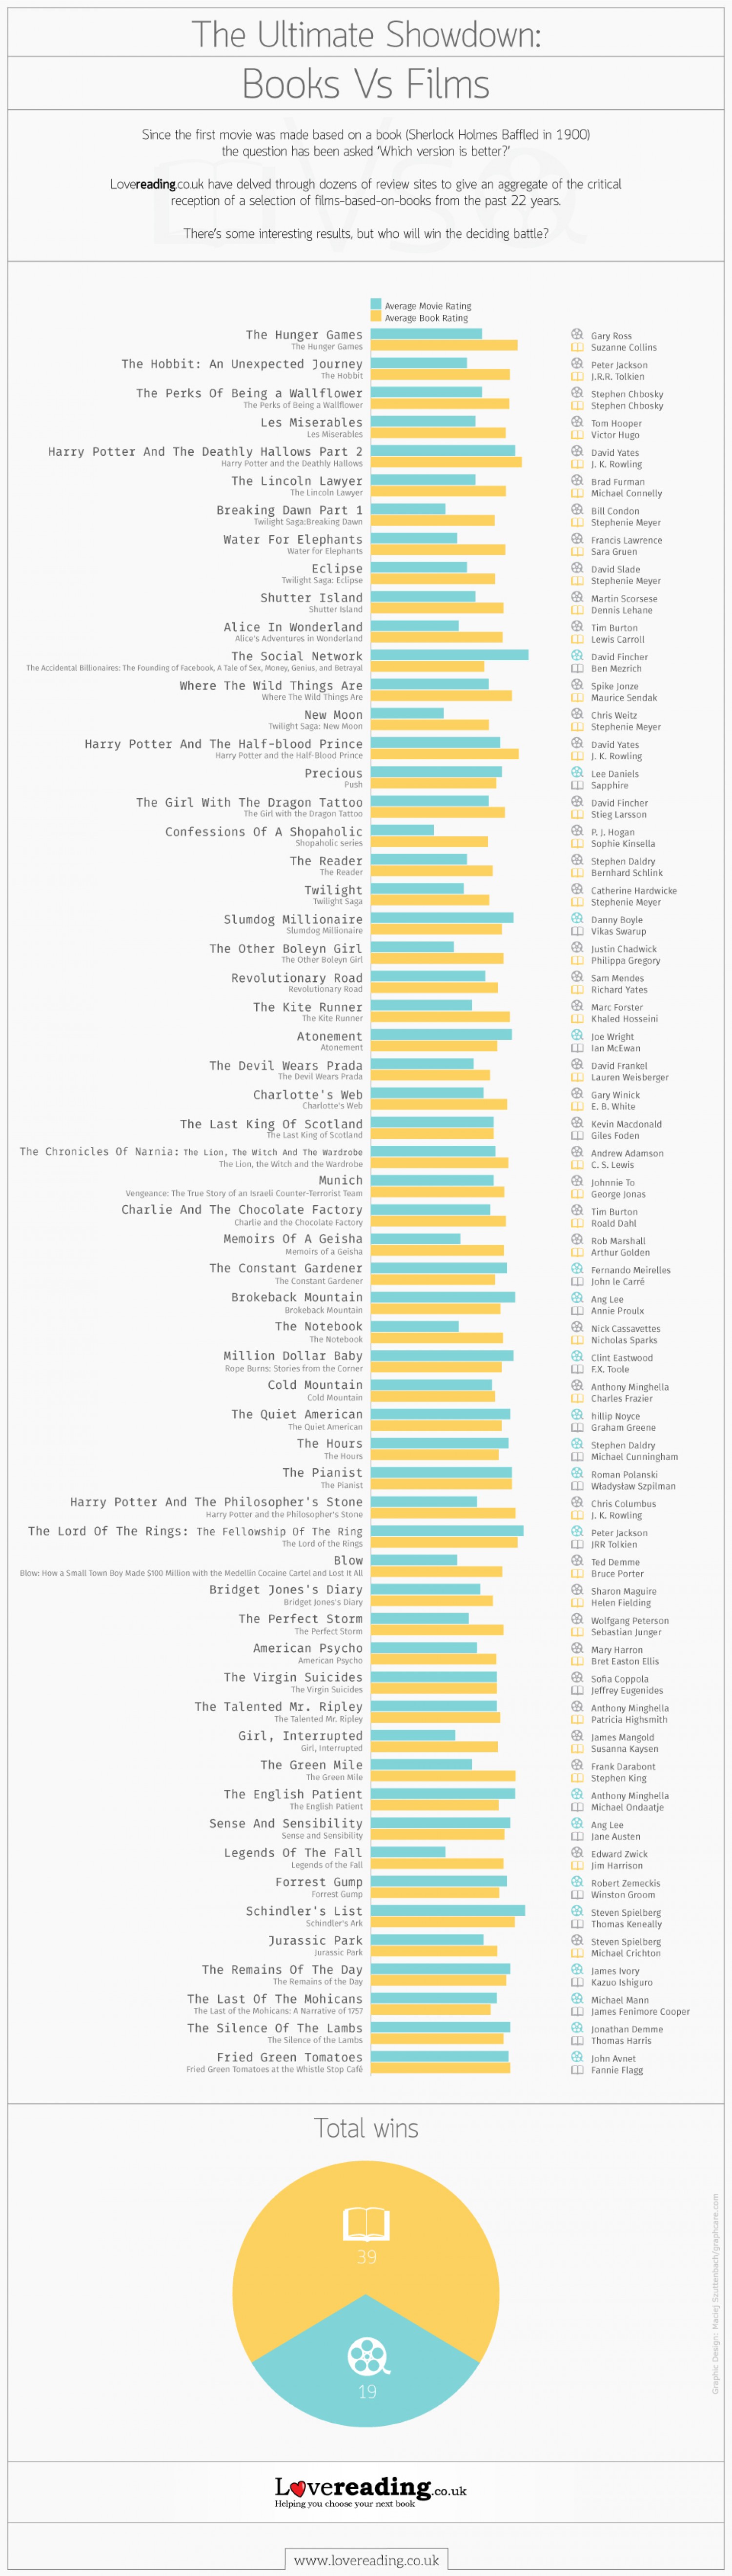 The Ultimate Showdown:
Books Vs Films
Since the first movie was made based on a book (Sherlock Holmes Baffled in 1900)
the question has been asked 'Which version is better?'
Lovereading.co.uk have delved through dozens of review sites to give an aggregate of the critical
reception of a selection of films-based-on-books from the past 22 years.
There's some interesting results, but who will win the deciding battle?
Average Movie Rating
Average Book Rating
The Hunger Games
Gary Ross
The Hunger Games
Suzanne Collins
The Hobbit: An Unexpected Journey
Peter Jackson
The Hobbit
J.R.R. Tolkien
The Perks Of Being a Wallflower
Stephen Chbosky
The Perks of Being a Wallflower
Stephen Chbosky
Les Miserables
Tom Hooper
Les Miserables
Victor Hugo
Harry Potter And The Deathly Hallows Part 2
David Yates
Harry Potter and the Deathly Hallows
J. K. Rowling
The Lincoln Lawyer
Brad Furman
The Lincoln Lawyer
Michael Connelly
Breaking Dawn Part 1
Bill Condon
Twilight Saga:Breaking Dawn
Stephenie Meyer
Water For Elephants
Francis Lawrence
Water for Elephants
Sara Gruen
Eclipse
David Slade
Twilight Saga: Eclipse
Stephenie Meyer
Shutter Island
Martin Scorsese
Shutter Island
Dennis Lehane
Alice In Wonderland
Tim Burton
Alice's Adventures in Wonderland
Lewis Carroll
The Social Network
David Fincher
The Accidental Billionaires: The Founding of Facebook, A Tale of Sex, Money, Genius, and Betrayal
Ben Mezrich
Where The Wild Things Are
Spike Jonze
Where The Wild Things Are
Maurice Sendak
New Moon
Chris Weitz
Twilight Saga: New Moon
Stephenie Meyer
Harry Potter And The Half-blood Prince
David Yates
Harry Potter and the Half-Blood Prince
J. K. Rowling
Precious
Lee Daniels
Push
Sapphire
The Girl With The Dragon Tattoo
David Fincher
The Girl with the Dragon Tattoo
Stieg Larsson
Confessions Of A Shopaholic
P. J. Hogan
Shopaholic series
Sophie Kinsella
The Reader
Stephen Daldry
The Reader
Bernhard Schlink
Twilight
Catherine Hardwicke
Twilight Saga
Stephenie Meyer
Slumdog Millionaire
Danny Boyle
Slumdog Millionaire
Vikas Swarup
The Other Boleyn Girl
Justin Chadwick
The Other Boleyn Girl
Philippa Gregory
Revolutionary Road
Sam Mendes
Revolutionary Road
Richard Yates
The Kite Runner
Marc Forster
The Kite Runner
Khaled Hosseini
Atonement
Joe Wright
Atonement
Ian McEwan
The Devil Wears Prada
David Frankel
The Devil Wears Prada
Lauren Weisberger
Charlotte's Web
Gary Winick
Charlotte's Web
E. B. White
The Last King Of Scotland
Kevin Macdonald
The Last King of Scotland
Giles Foden
The Chronicles Of Narnia: The Lion, The Witch And The Wardrobe
Andrew Adamson
The Lion, the Witch and the Wardrobe
C. S. Lewis
Munich
Johnnie To
Vengeance: The True Story of an Israeli Counter-Terrorist Team
George Jonas
Charlie And The Chocolate Factory
Tim Burton
Charlie and the Chocolate Factory
Roald Dahl
Memoirs Of A Geisha
Rob Marshall
Memoirs of a Geisha
Arthur Golden
The Constant Gardener
Fernando Meirelles
The Constant Gardener
John le Carré
Brokeback Mountain
Ang Lee
Brokeback Mountain
Annie Proulx
The Notebook
Nick Cassavettes
The Notebook
Nicholas Sparks
Million Dollar Baby
Clint Eastwood
Rope Burns: Stories from the Corner
F.X. Toole
Cold Mountain
Anthony Minghella
Cold Mountain
Charles Frazier
The Quiet American
hillip Noyce
The Quiet American
Graham Greene
The Hours
Stephen Daldry
The Hours
Michael Cunningham
The Pianist
Roman Polanski
The Pianist
Władysław Szpilman
Harry Potter And The Philosopher's Stone
Chris Columbus
Harry Potter and the Philosopher's Stone
J. K. Rowling
The Lord Of The Rings: The Fellowship Of The Ring
Peter Jackson
The Lord of the Rings
JRR Tolkien
Blow
Ted Demme
Blow: How a Small Town Boy Made $100 Million with the Medellin Cocaine Cartel and Lost It All
Bruce Porter
Bridget Jones's Diary
Sharon Maguire
Bridget Jones's Diary
Helen Fielding
The Perfect Storm
Wolfgang Peterson
The Perfect Storm
Sebastian Junger
American Psycho
Mary Harron
American Psycho
Bret Easton Ellis
The Virgin Suicides
Sofia Coppola
The Virgin Suicides
Jeffrey Eugenides
The Talented Mr. Ripley
Anthony Minghella
The Talented Mr. Ripley
Patricia Highsmith
Girl, Interrupted
James Mangold
Girl, Interrupted
Susanna Kaysen
The Green Mile
Frank Darabont
The Green Mile
Stephen King
The English Patient
Anthony Minghella
The English Patient
Michael Ondaatje
Sense And Sensibility
Ang Lee
Sense and Sensibility
Jane Austen
Legends Of The Fall
Edward Zwick
Legends of the Fall
Jim Harrison
Forrest Gump
Robert Zemeckis
Forrest Gump
Winston Groom
Schindler's List
Steven Spielberg
Schindler's Ark
Thomas Keneally
Jurassic Park
Steven Spielberg
Jurassic Park
Michael Crichton
The Remains Of The Day
James Ivory
The Remains of the Day
Kazuo Ishiguro
The Last Of The Mohicans
Michael Mann
The Last of the Mohicans: A Narrative of 1757
James Fenimore Cooper
The Silence Of The Lambs
Jonathan Demme
The Silence of the Lambs
Thomas Harris
Fried Green Tomatoes
John Avnet
Fried Green Tomatoes at the Whistle Stop Café
Fannie Flagg
Total wins
39
19
Graphic Design: Maciej Szuttenbach/graphcare.com
Lovereading.co.uk
Helping you choose your next book
www.lovereading.co.uk